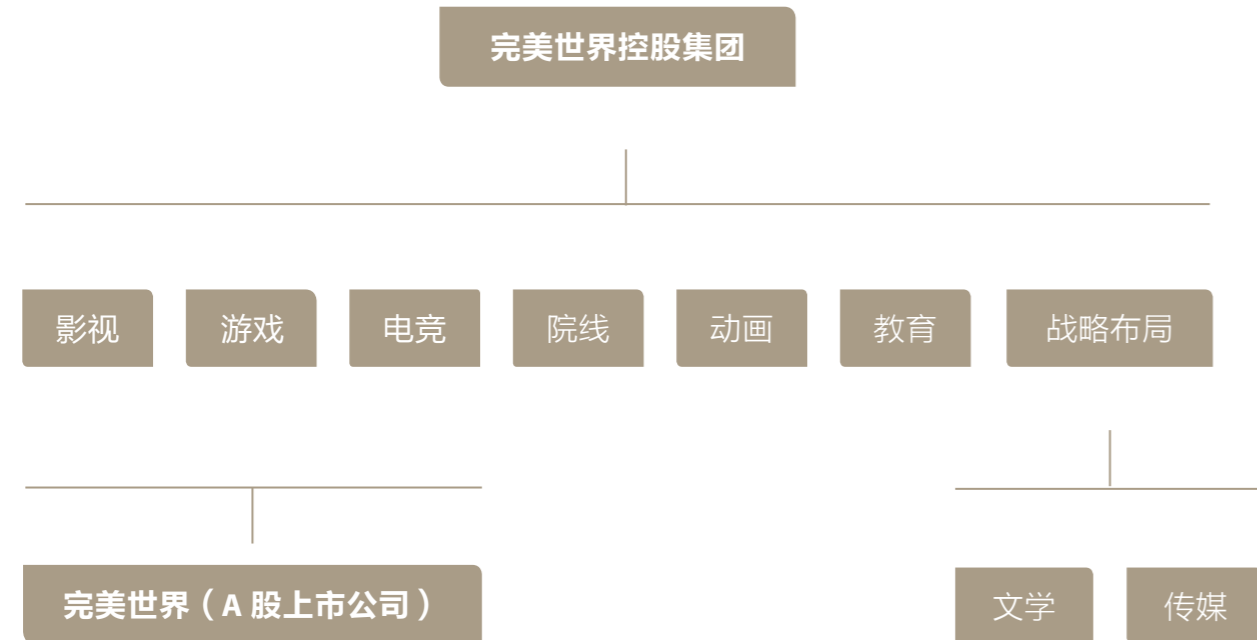 完美世界控股集团
影视 游戏 电竞 院线 动画 教育 战略布局
完美世界（A 股上市公司） 文学 传媒